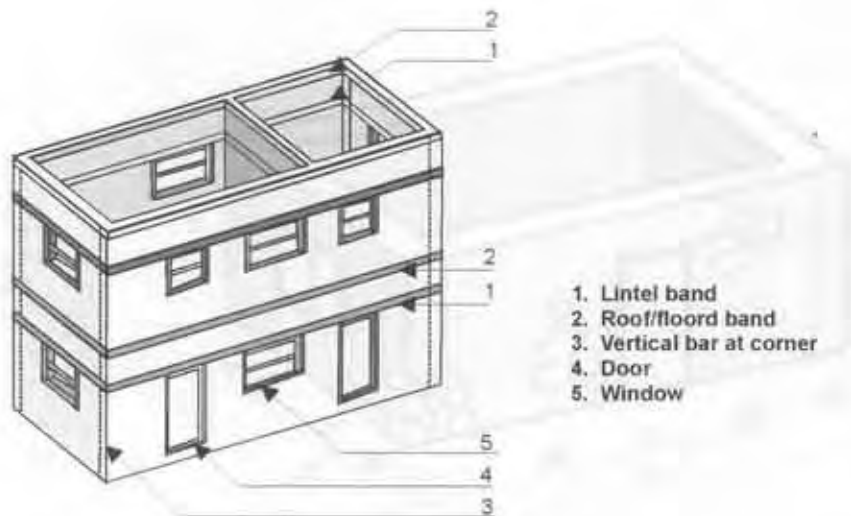 2
1
2
1
1. Lintel band
2. Roof/floord band
3. Vertical bar at corner
4. Door
5. Window
5
4
3